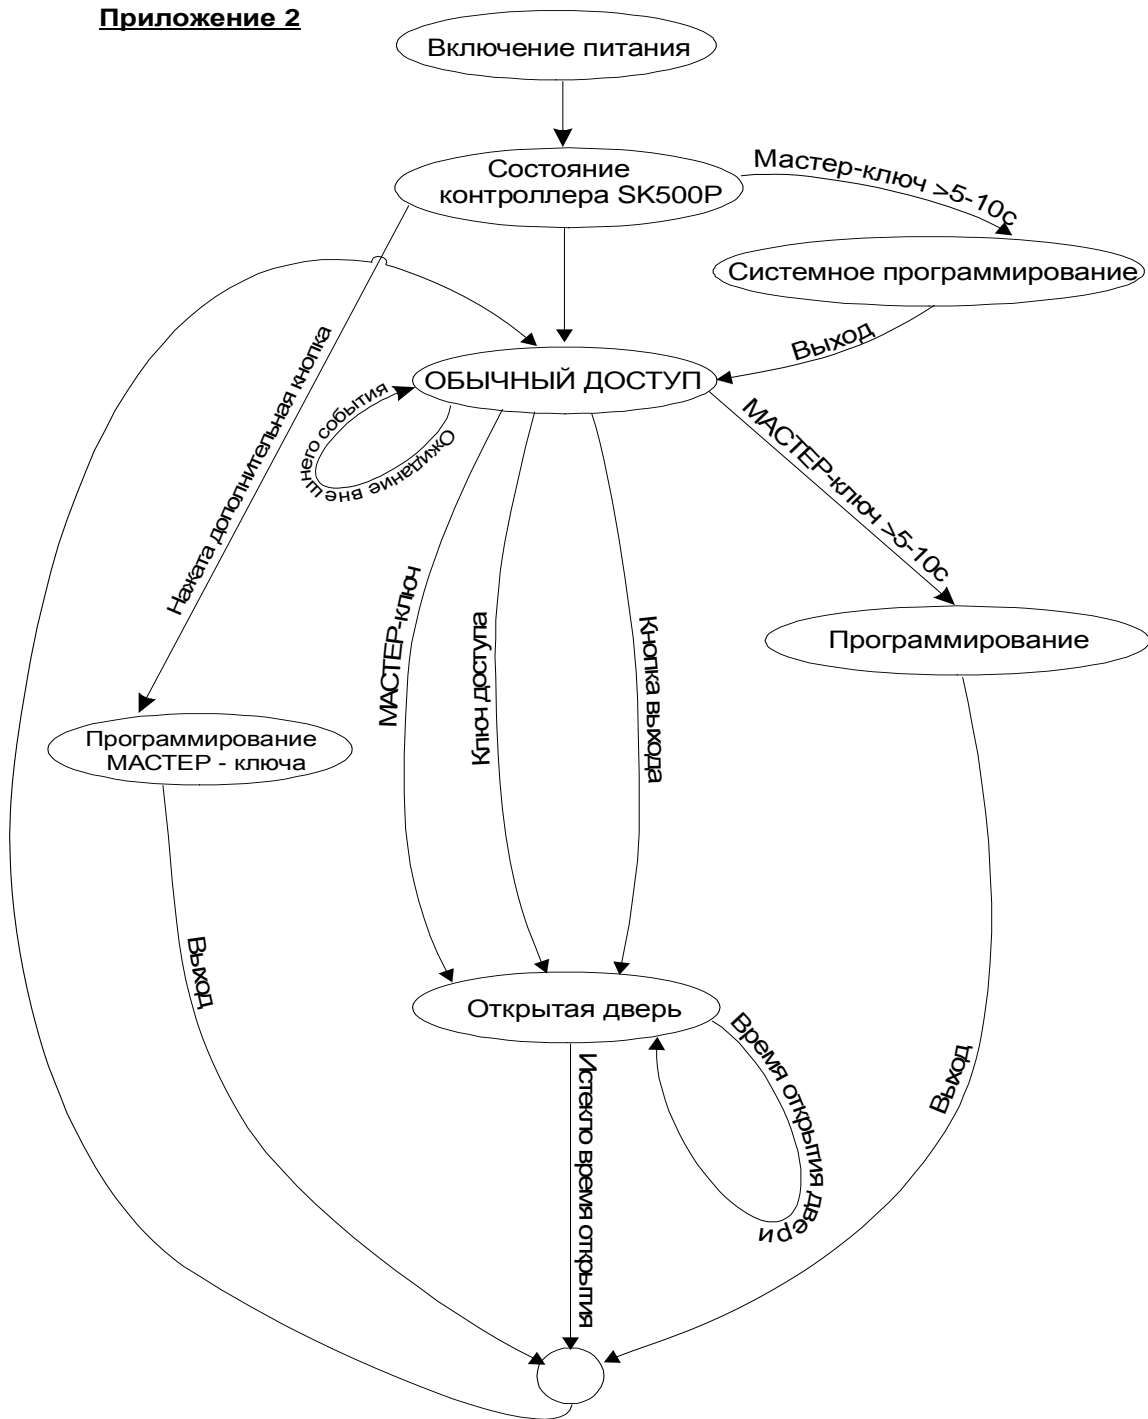 Приложение 2
Включение питания
Состояние
контроллера SK500P
Мастер-ключ >5-10с
Системное программирование
Выход
ОБЫЧНЫЙ ДОСТУП
Ожидание внешнего события
Нажата дополнительная кнопка
МАСТЕР-ключ >5-10с
МАСТЕР-ключ
Ключ доступа
Кнопка выхода
Программирование
Программирование
МАСТЕР - ключа
Выход
Открытая дверь
Время открытия двери
Истекло время открытия
Выход